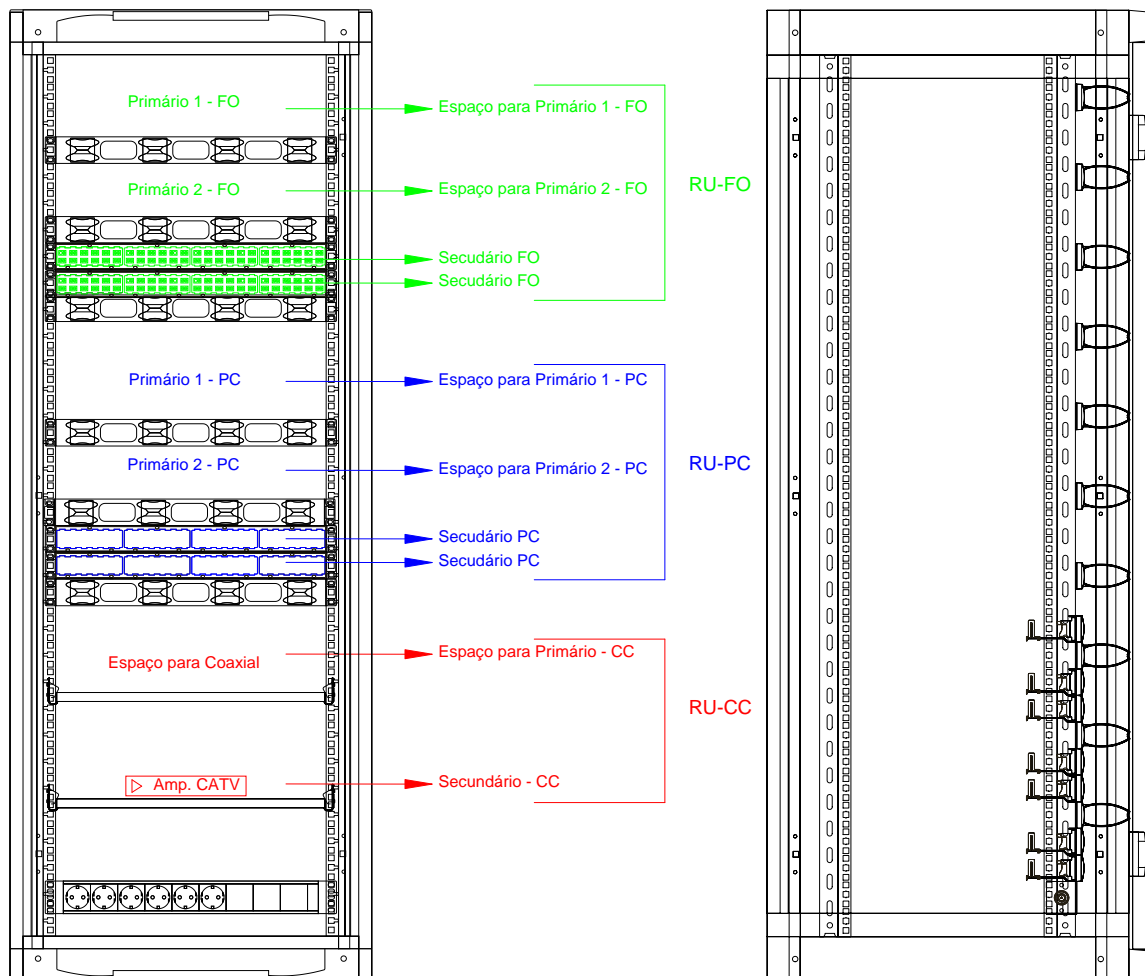 Primário 1 - FO
Espaço para Primário 1 - FO
Primário 2 - FO
Espaço para Primário 2 - FO
RU-FO
Secudário FO
Secudário FO
Primário 1 - PC
Espaço para Primário 1 - PC
Primário 2 - PC
Espaço para Primário 2 - PC
RU-PC
Secudário PC
Secudário PC
Espaço para Coaxial
Espaço para Primário - CC
RU-CC
Amp. CATV
Secundário - CC